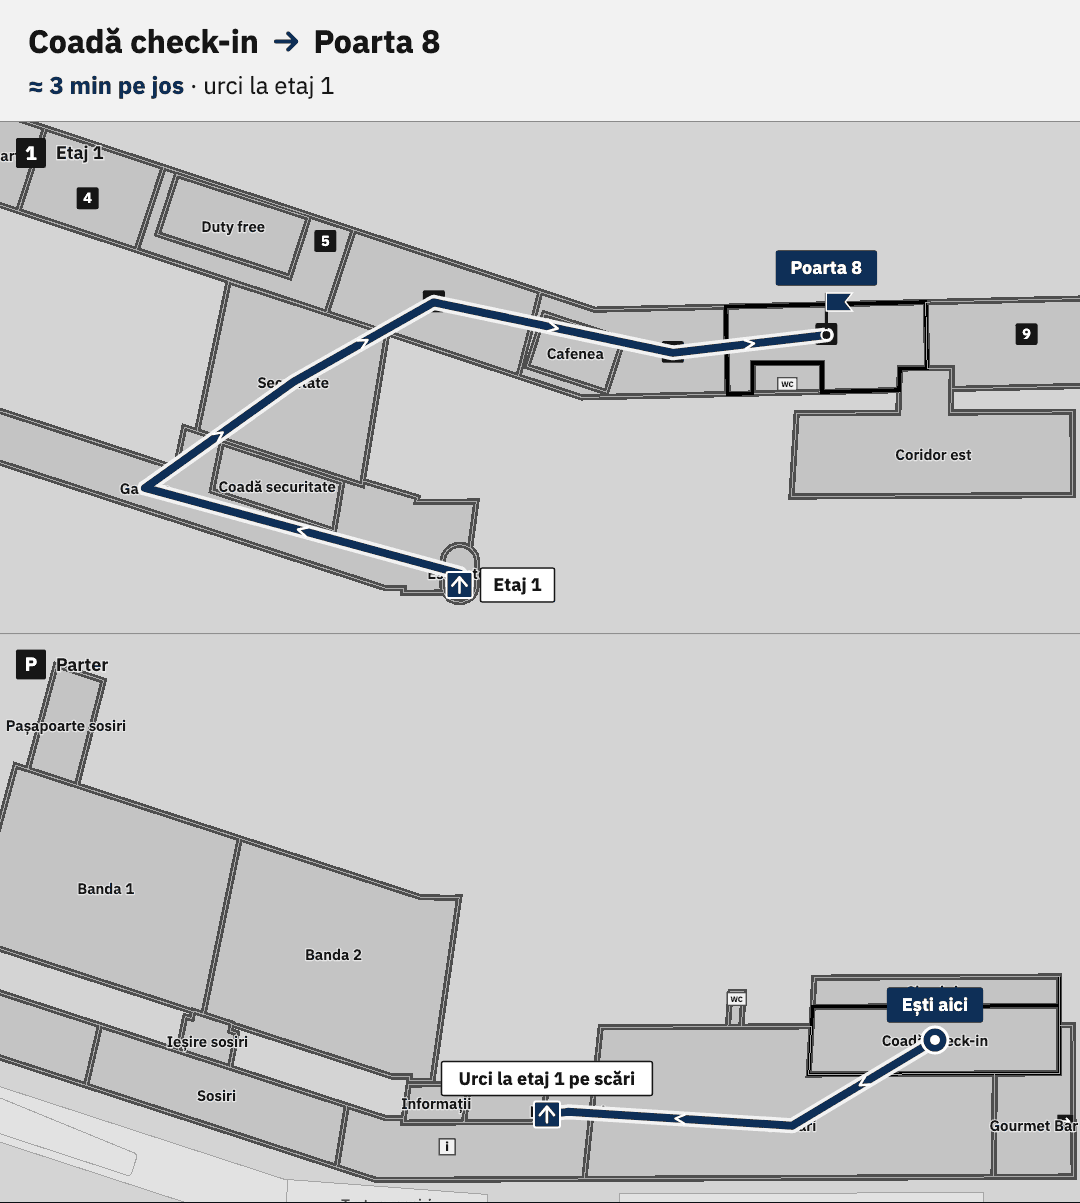 Coadă check-in → Poarta 8
≈ 3 min pe jos · urci la etaj 1
1 Etaj 1
4
Duty free
5
Poarta 8
9
Cafenea
WC
Coridor est
Coadă securitate
Etaj 1
P Parter
Pașapoarte sosiri
Banda 1
Banda 2
WC
Ești aici
Ieșire sosiri
Urci la etaj 1 pe scări
Sosiri
Informații
i
Gourmet Bar